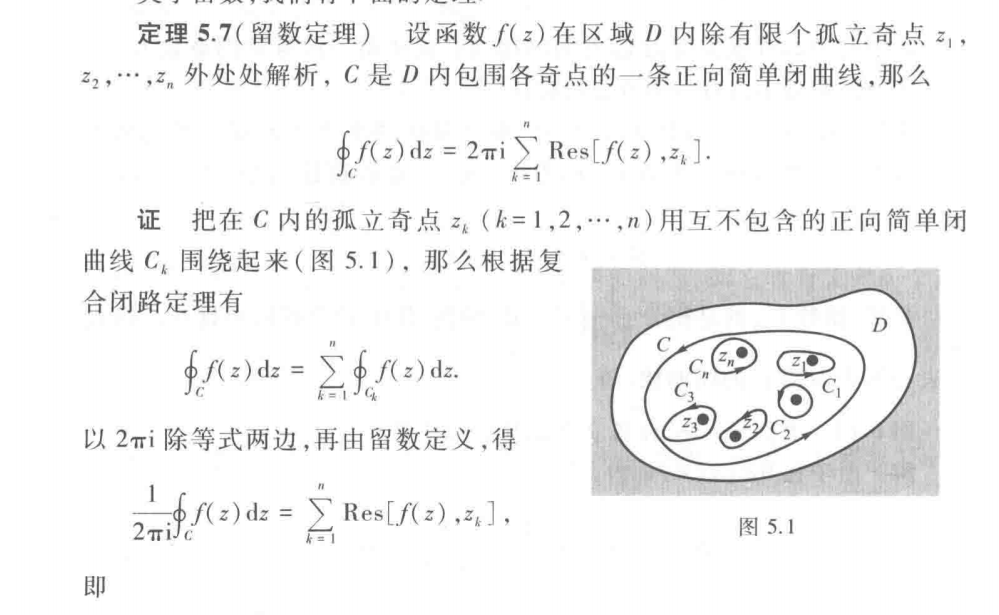 定理 5.7(留数定理) 设函数 f(z) 在区域 D 内除有限个孤立奇点 z₁,
z₂,⋯,zₙ 外处处解析, C 是 D 内包围各奇点的一条正向简单闭曲线,那么
∮_C f(z)dz = 2πi ∑_{k=1}^{n} Res[f(z),z_k].
证 把在 C 内的孤立奇点 z_k (k=1,2,⋯,n)用互不包含的正向简单闭
曲线 C_k 围绕起来(图 5.1), 那么根据复
合闭路定理有
∮_C f(z)dz = ∑_{k=1}^{n} ∮_{C_k} f(z)dz.
以 2πi 除等式两边,再由留数定义,得
1/(2πi) ∮_C f(z)dz = ∑_{k=1}^{n} Res[f(z),z_k],
即
D
C
zₙ
Cₙ
z₁
C₁
C₃
z₃
z₂
C₂
图 5.1